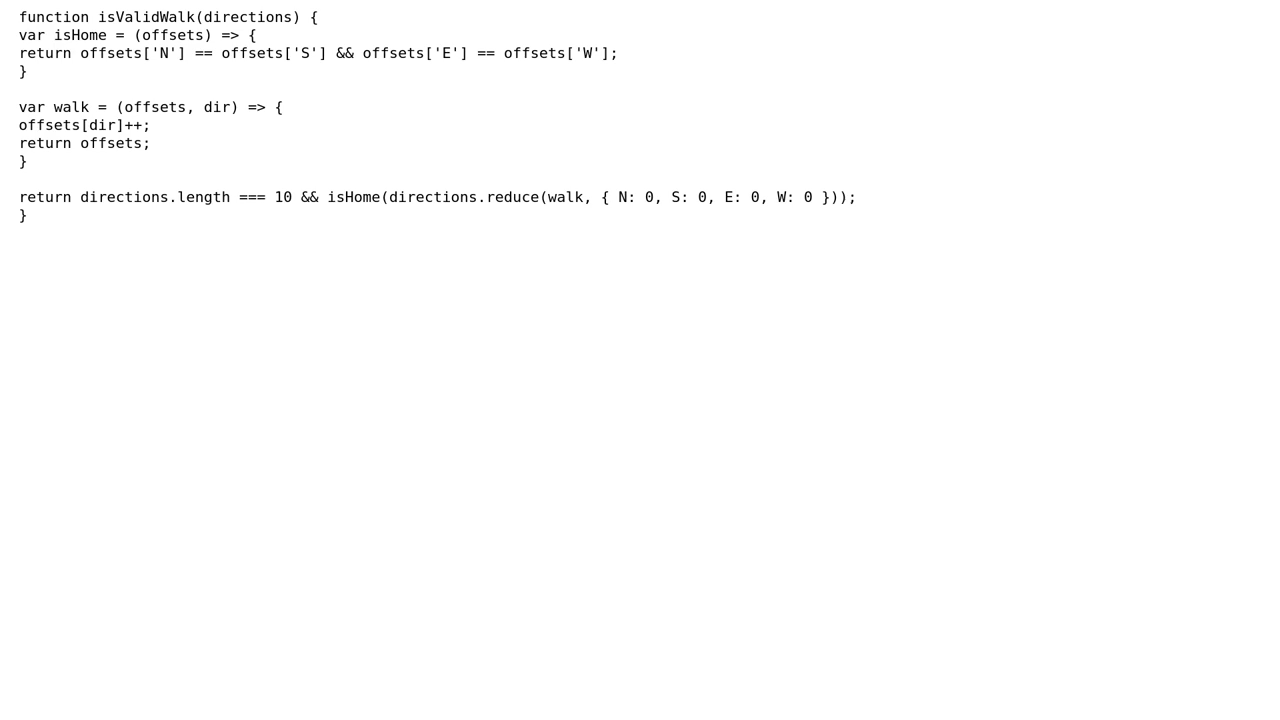 function isValidWalk(directions) {
var isHome = (offsets) => {
return offsets['N'] == offsets['S'] && offsets['E'] == offsets['W'];
}

var walk = (offsets, dir) => {
offsets[dir]++;
return offsets;
}

return directions.length === 10 && isHome(directions.reduce(walk, { N: 0, S: 0, E: 0, W: 0 }));
}